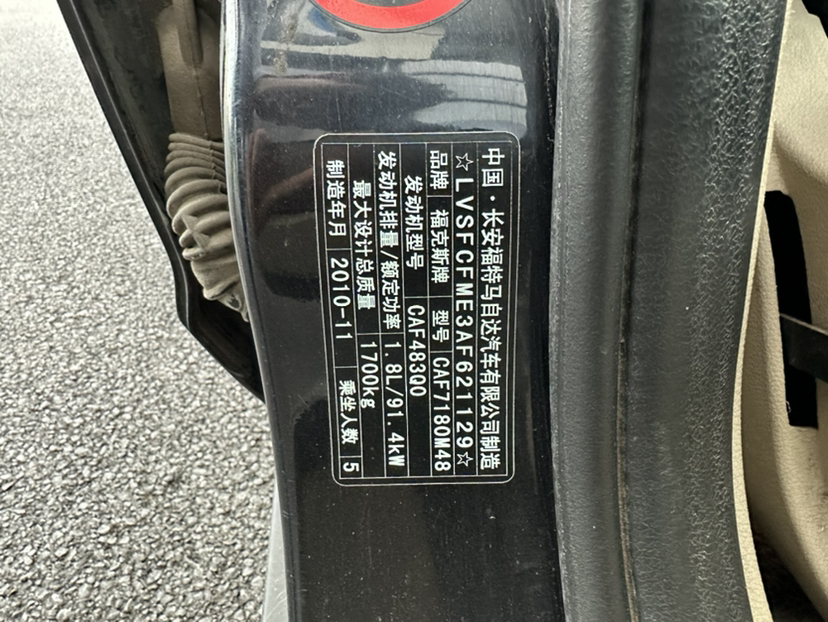 中国·长安福特马自达汽车有限公司制造
☆LVSFCFME3AF621129☆
品牌 福克斯牌 型号 CAF7180M48
发动机型号 CAF483Q0
发动机排量/额定功率 1.8L/91.4kW
最大设计总质量 1700kg
制造年月 2010-11 乘坐人数 5